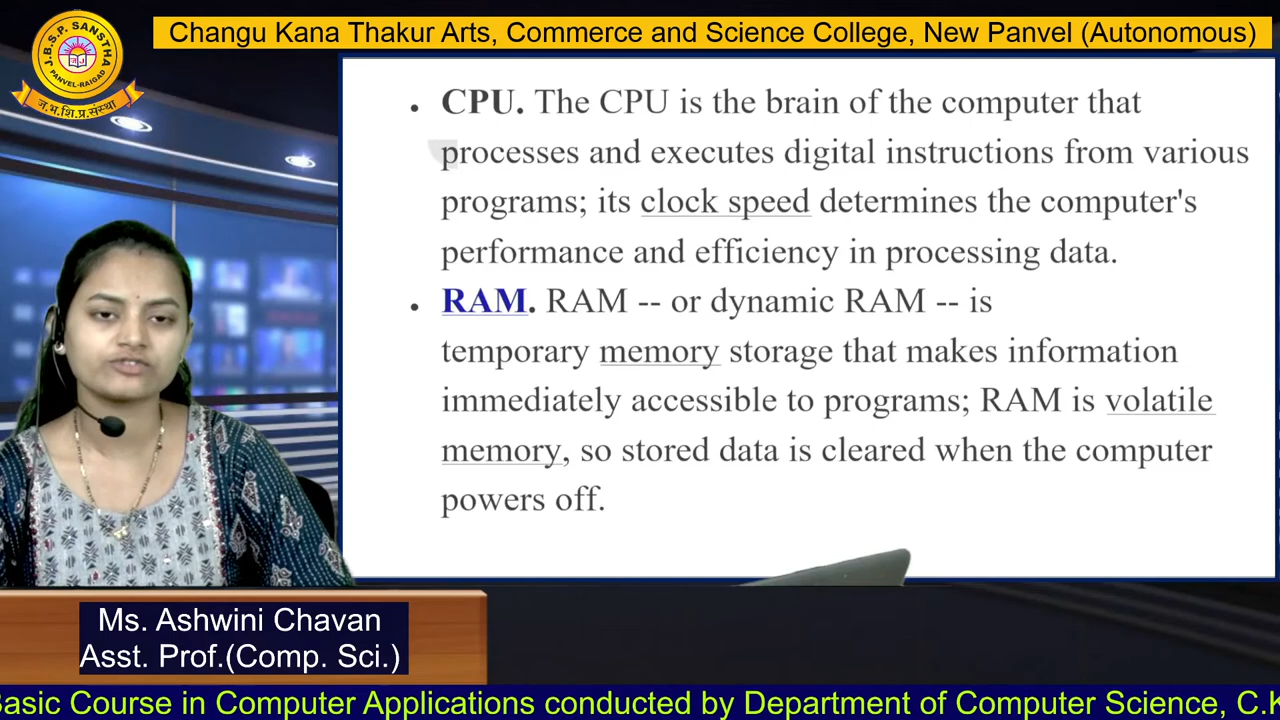 Changu Kana Thakur Arts, Commerce and Science College, New Panvel (Autonomous)
J.B.S.P. SANSTHA
PANVEL-RAIGAD
ज.भ.शि.प्र.संस्था
• CPU. The CPU is the brain of the computer that
processes and executes digital instructions from various
programs; its clock speed determines the computer's
performance and efficiency in processing data.
• RAM. RAM -- or dynamic RAM -- is
temporary memory storage that makes information
immediately accessible to programs; RAM is volatile
memory, so stored data is cleared when the computer
powers off.
Ms. Ashwini Chavan
Asst. Prof.(Comp. Sci.)
Basic Course in Computer Applications conducted by Department of Computer Science, C.K